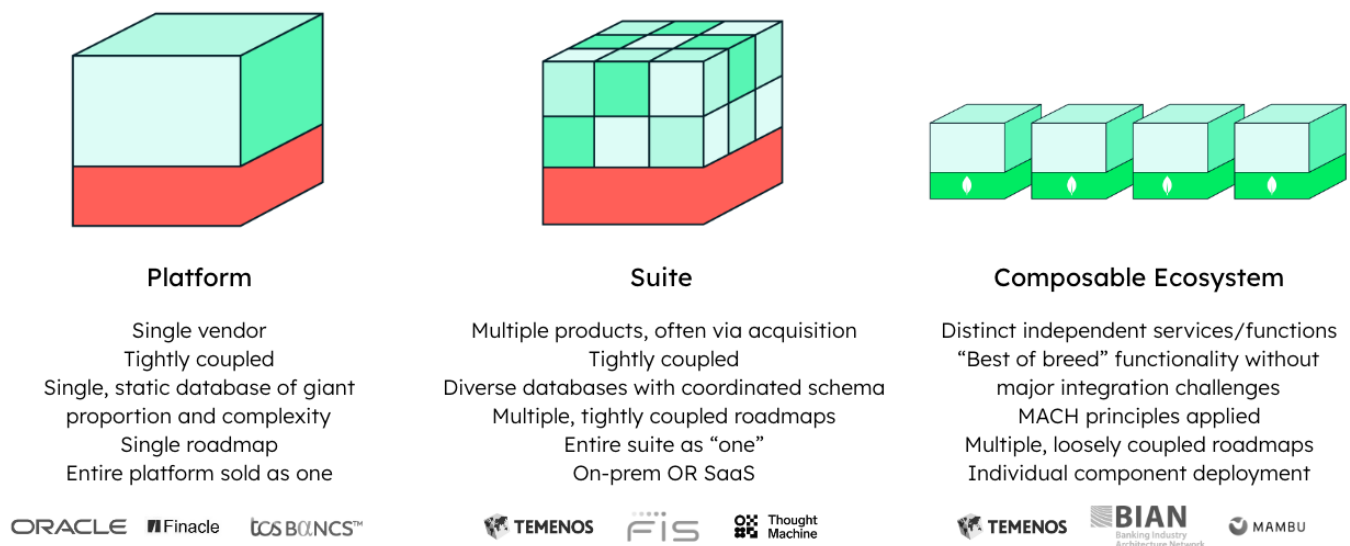 Platform
Single vendor
Tightly coupled
Single, static database of giant
proportion and complexity
Single roadmap
Entire platform sold as one
ORACLE
Finacle
tcs BαNCS™
Suite
Multiple products, often via acquisition
Tightly coupled
Diverse databases with coordinated schema
Multiple, tightly coupled roadmaps
Entire suite as “one”
On-prem OR SaaS
TEMENOS
FIS
Thought
Machine
Composable Ecosystem
Distinct independent services/functions
“Best of breed” functionality without
major integration challenges
MACH principles applied
Multiple, loosely coupled roadmaps
Individual component deployment
TEMENOS
BIAN
Banking Industry
Architecture Network
MAMBU